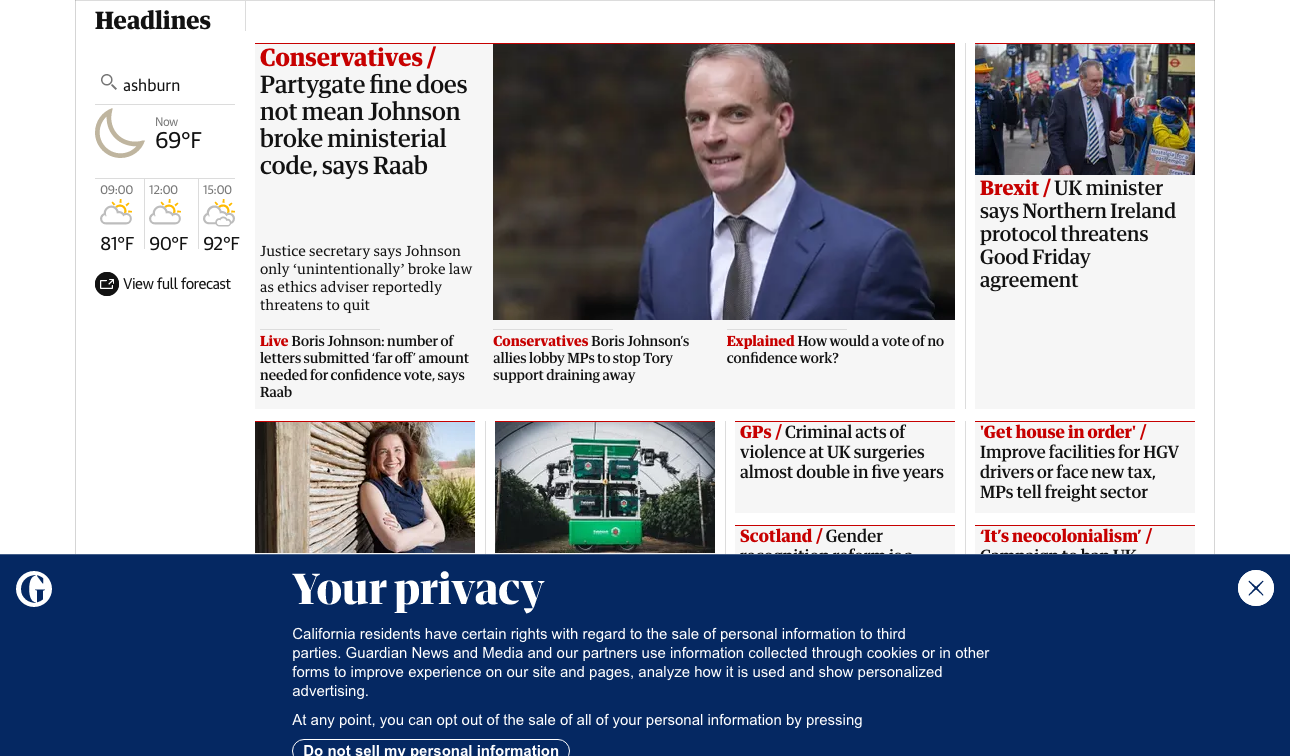 Headlines
ashburn
Now
69°F
09:00 12:00 15:00
81°F 90°F 92°F
View full forecast
Conservatives /
Partygate fine does
not mean Johnson
broke ministerial
code, says Raab
Justice secretary says Johnson
only ‘unintentionally’ broke law
as ethics adviser reportedly
threatens to quit
Live Boris Johnson: number of
letters submitted ‘far off’ amount
needed for confidence vote, says
Raab
Conservatives Boris Johnson’s
allies lobby MPs to stop Tory
support draining away
Explained How would a vote of no
confidence work?
Brexit / UK minister
says Northern Ireland
protocol threatens
Good Friday
agreement
GPs / Criminal acts of
violence at UK surgeries
almost double in five years
'Get house in order' /
Improve facilities for HGV
drivers or face new tax,
MPs tell freight sector
Scotland / Gender
recognition reform is a
‘It’s neocolonialism’ /
Campaign to ban UK
Your privacy
California residents have certain rights with regard to the sale of personal information to third
parties. Guardian News and Media and our partners use information collected through cookies or in other
forms to improve experience on our site and pages, analyze how it is used and show personalized
advertising.
At any point, you can opt out of the sale of all of your personal information by pressing
Do not sell my personal information